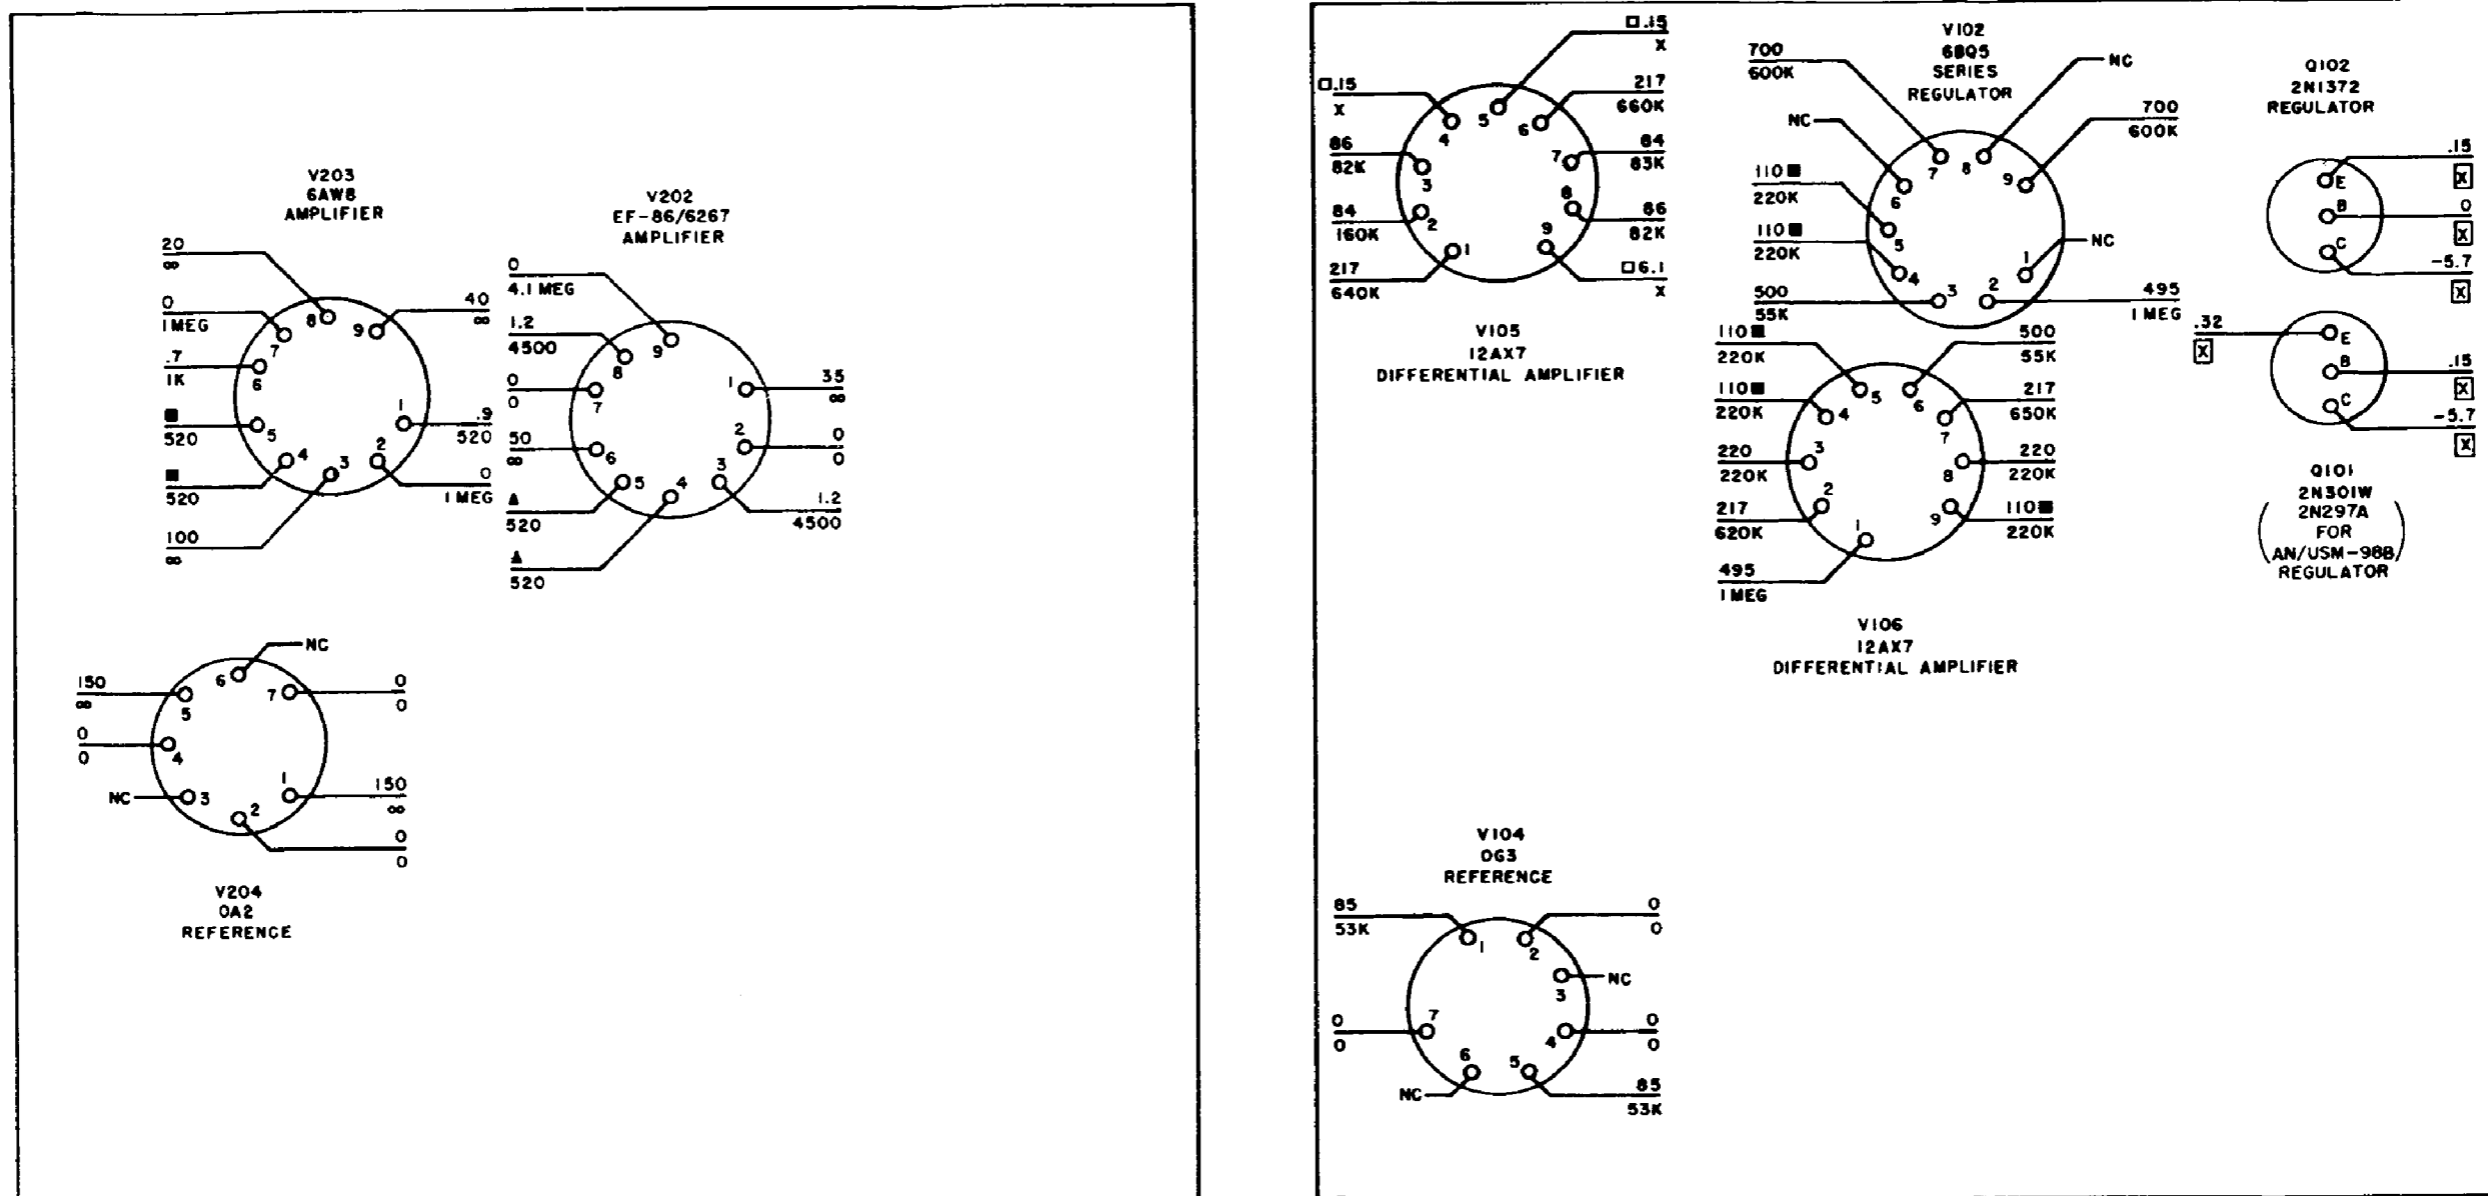 V203
6AW8
AMPLIFIER
20
∞
0
1MEG
.7
1K
■
520
■
520
100
∞
40
∞
.9
520
0
1 MEG
8
9
7
6
5
4
3
2
1
V202
EF-86/6267
AMPLIFIER
0
4.1 MEG
1.2
4500
0
0
50
∞
▲
520
▲
520
35
∞
0
0
1.2
4500
9
8
7
6
5
4
3
2
1
NC
150
∞
0
0
NC
0
0
150
∞
0
0
6
7
5
4
3
2
1
V204
OA2
REFERENCE
□.15
X
□.15
X
86
82K
84
160K
217
640K
217
660K
84
83K
86
82K
□6.1
X
5
4
6
3
7
2
8
1
9
V105
12AX7
DIFFERENTIAL AMPLIFIER
V102
6BQ5
SERIES
REGULATOR
700
600K
NC
110■
220K
110■
220K
500
55K
NC
700
600K
NC
495
1 MEG
7
8
9
6
5
4
3
2
1
110■
220K
110■
220K
220
220K
217
620K
495
1MEG
500
55K
217
650K
220
220K
110■
220K
5
6
4
7
3
8
2
9
1
V106
12AX7
DIFFERENTIAL AMPLIFIER
Q102
2N1372
REGULATOR
E
B
C
.15
X
0
X
-5.7
X
.32
X
E
B
C
.15
X
-5.7
X
Q101
2N301W
(2N297A
FOR
AN/USM-98B)
REGULATOR
V104
OG3
REFERENCE
85
53K
0
0
NC
0
0
0
0
NC
85
53K
1
2
3
7
4
6
5